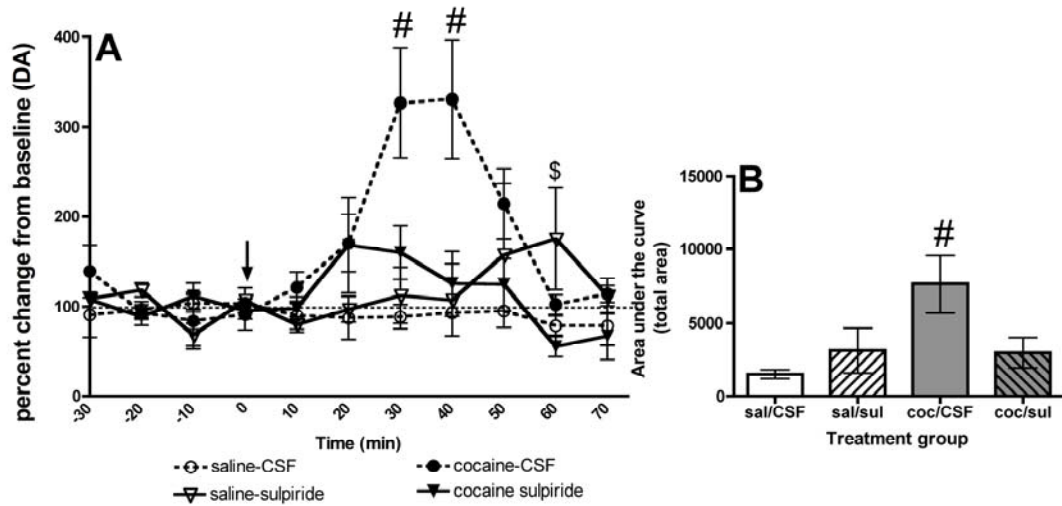 A
# #
$
percent change from baseline (DA)
400
300
200
100
0
-30 -20 -10 0 10 20 30 40 50 60 70
Time (min)
saline-CSF cocaine-CSF
saline-sulpiride cocaine sulpiride
B
#
Area under the curve
(total area)
15000
10000
5000
0
sal/CSF sal/sul coc/CSF coc/sul
Treatment group